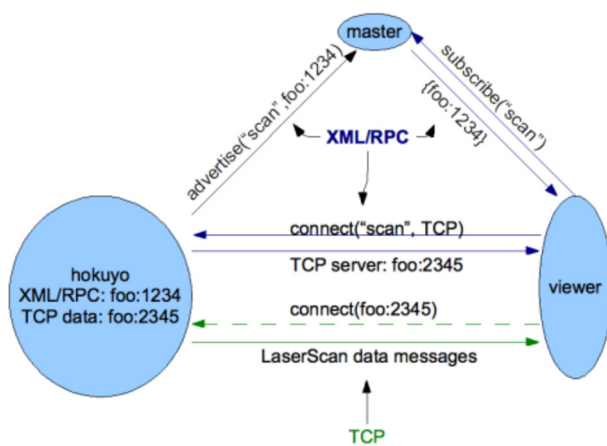 master
advertise("scan",foo:1234)
subscribe("scan")
{foo:1234}
XML/RPC
connect("scan", TCP)
TCP server: foo:2345
hokuyo
XML/RPC: foo:1234
TCP data: foo:2345
viewer
connect(foo:2345)
LaserScan data messages
TCP